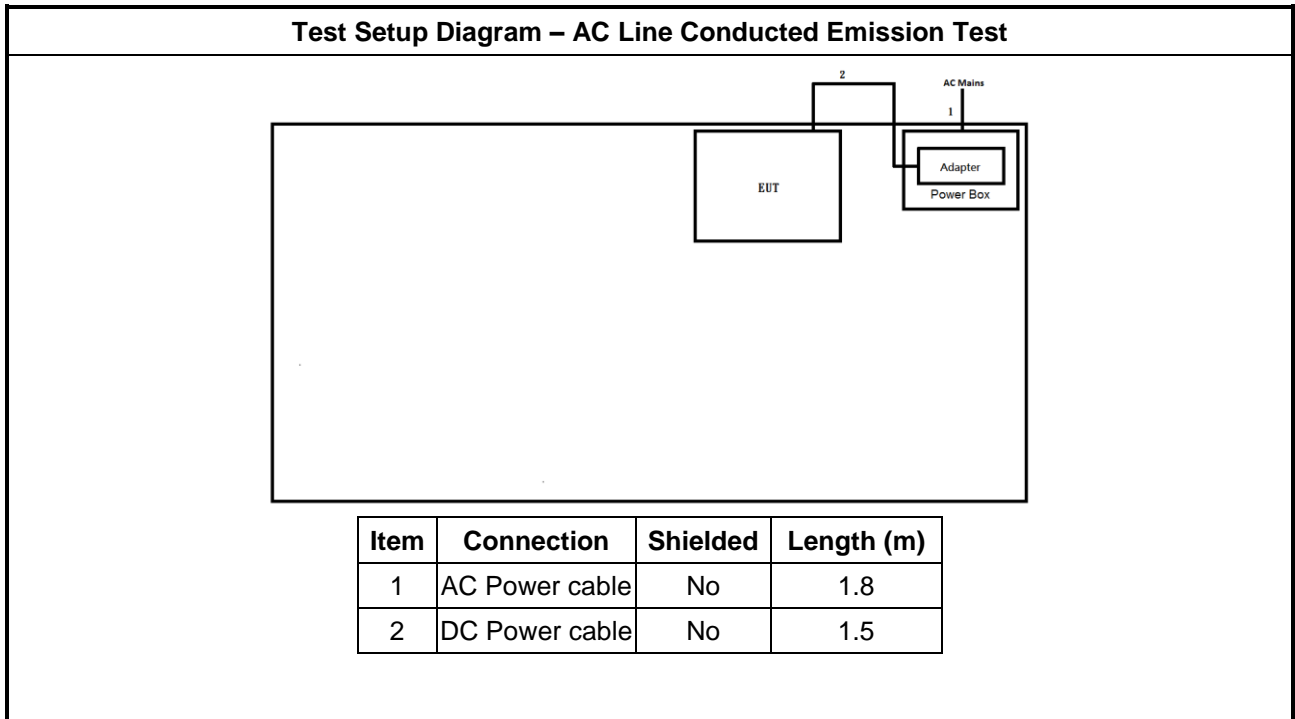 Test Setup Diagram – AC Line Conducted Emission Test
2
AC Mains
1
Adapter
EUT
Power Box
Item Connection Shielded Length (m)
1 AC Power cable No 1.8
2 DC Power cable No 1.5